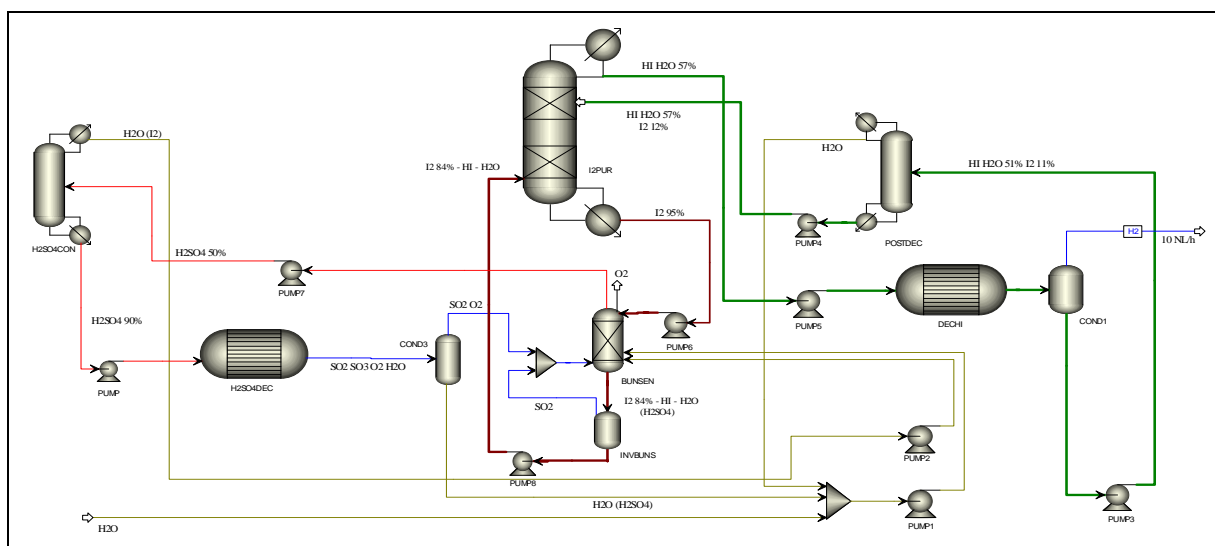 HI H2O 57%
HI H2O 57%
I2 12%
H2O (I2)
H2O
I2 84% - HI - H2O
I2PUR
HI H2O 51% I2 11%
I2 95%
PUMP4
POSTDEC
H2
10 NL/h
H2SO4CON
H2SO4 50%
PUMP7
O2
SO2 O2
PUMP5
DECHI
COND1
H2SO4 90%
COND3
PUMP6
PUMP
H2SO4DEC
SO2 SO3 O2 H2O
BUNSEN
SO2
I2 84% - HI - H2O
(H2SO4)
INVBUNS
PUMP2
PUMP8
H2O (H2SO4)
PUMP1
PUMP3
H2O